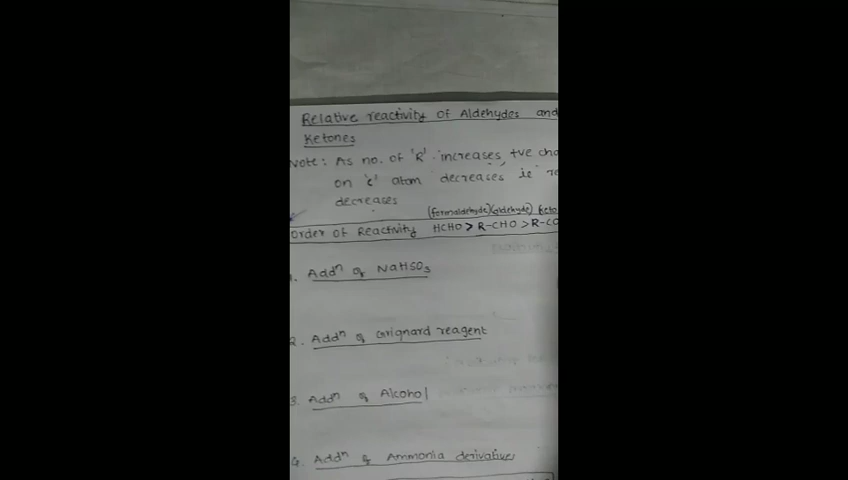 Relative reactivity of Aldehydes and
Ketones
Note: As no. of 'R' increases, +ve
on 'c' atom decreases ie
decreases
(formaldehyde) (aldehyde)
Order of Reactivity HCHO > R-CHO > R-CO
1. Addⁿ of NaHSO₃
2. Addⁿ of Grignard reagent
3. Addⁿ of Alcohol
4. Addⁿ of Ammonia derivatives